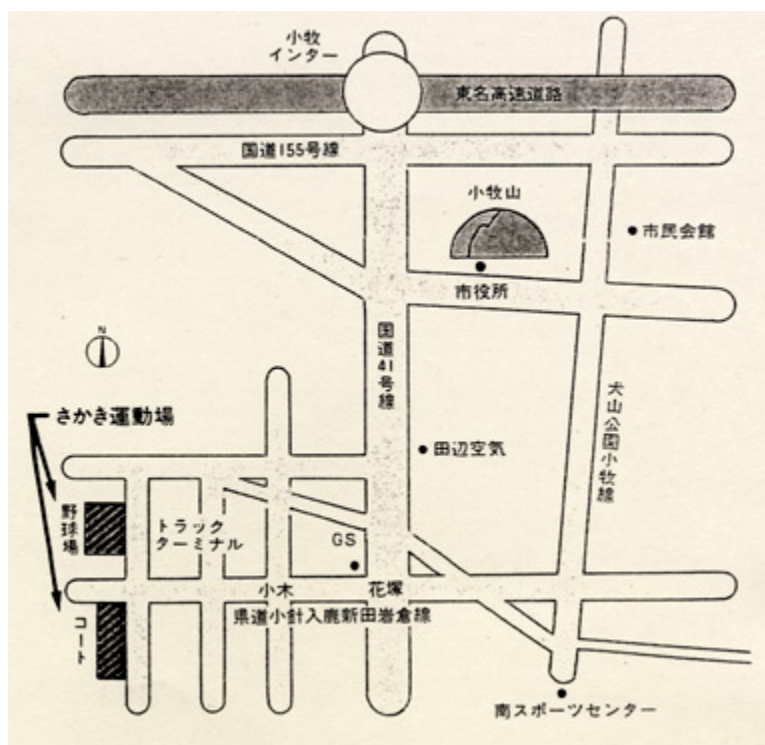 小牧
インター
東名高速道路
国道155号線
小牧山
市民会館
市役所
N
国道41号線
犬山公園小牧線
さかき運動場
田辺空気
野球場
トラック
ターミナル
GS
小木
花塚
県道小針入鹿新田岩倉線
コート
南スポーツセンター